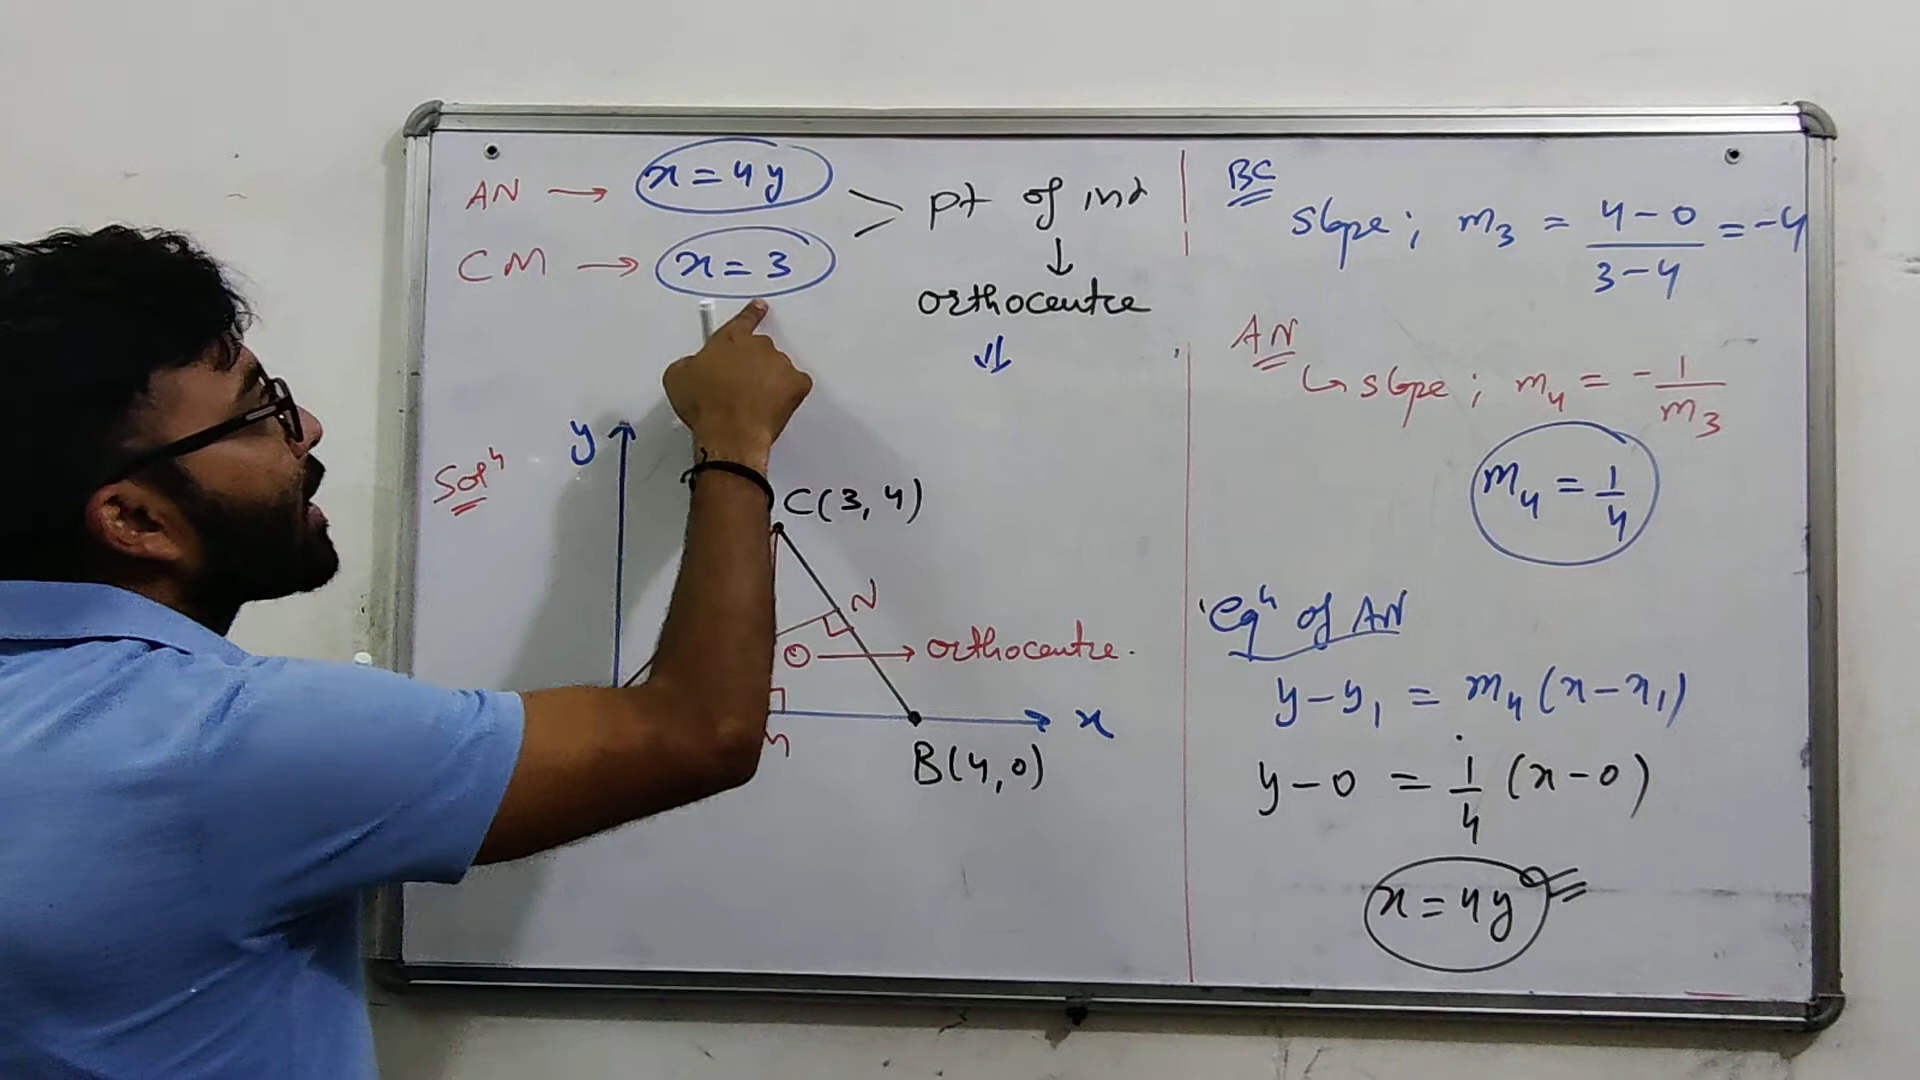 AN → x = 4y
CM → x = 3
pt of int
↓
orthocentre
⇓
Solⁿ
y
C(3, 4)
N
O → orthocentre.
x
M
B(4, 0)
BC
slope ; m₃ = (4 - 0)/(3 - 4) = -4
AN
↳ slope ; m₄ = - 1/m₃
m₄ = 1/4
eqⁿ of AN
y - y₁ = m₄ (x - x₁)
y - 0 = 1/4 (x - 0)
x = 4y